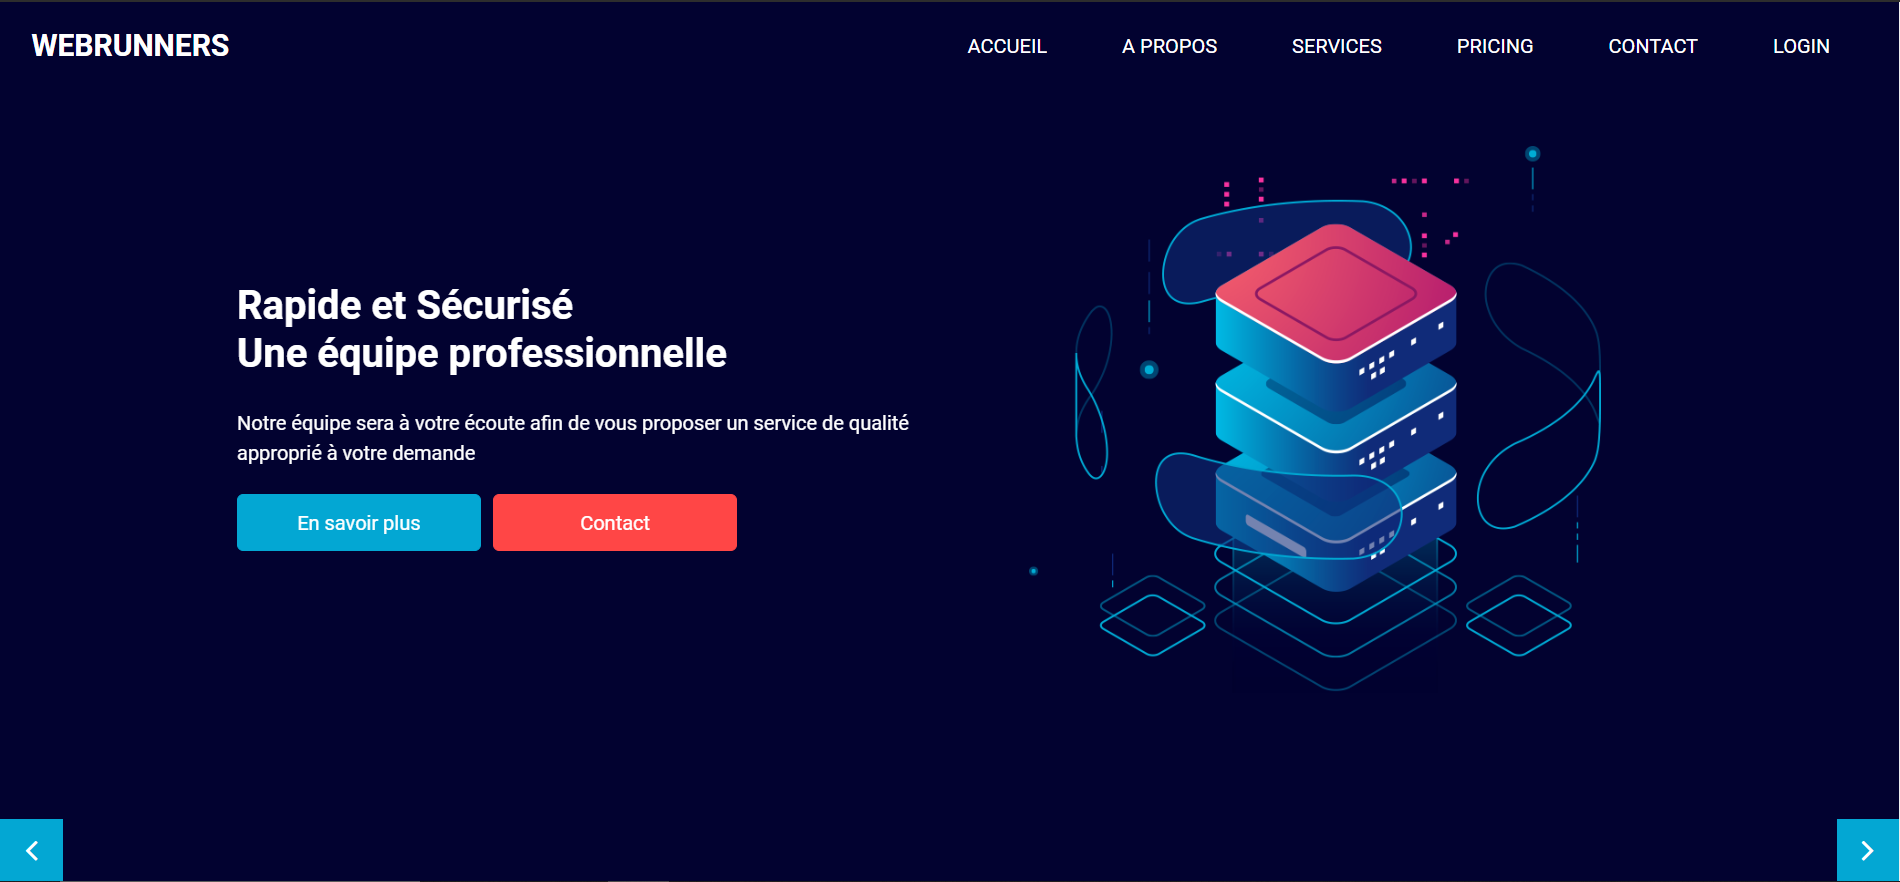 WEBRUNNERS
ACCUEIL
A PROPOS
SERVICES
PRICING
CONTACT
LOGIN
Rapide et Sécurisé
Une équipe professionnelle
Notre équipe sera à votre écoute afin de vous proposer un service de qualité
approprié à votre demande
En savoir plus
Contact